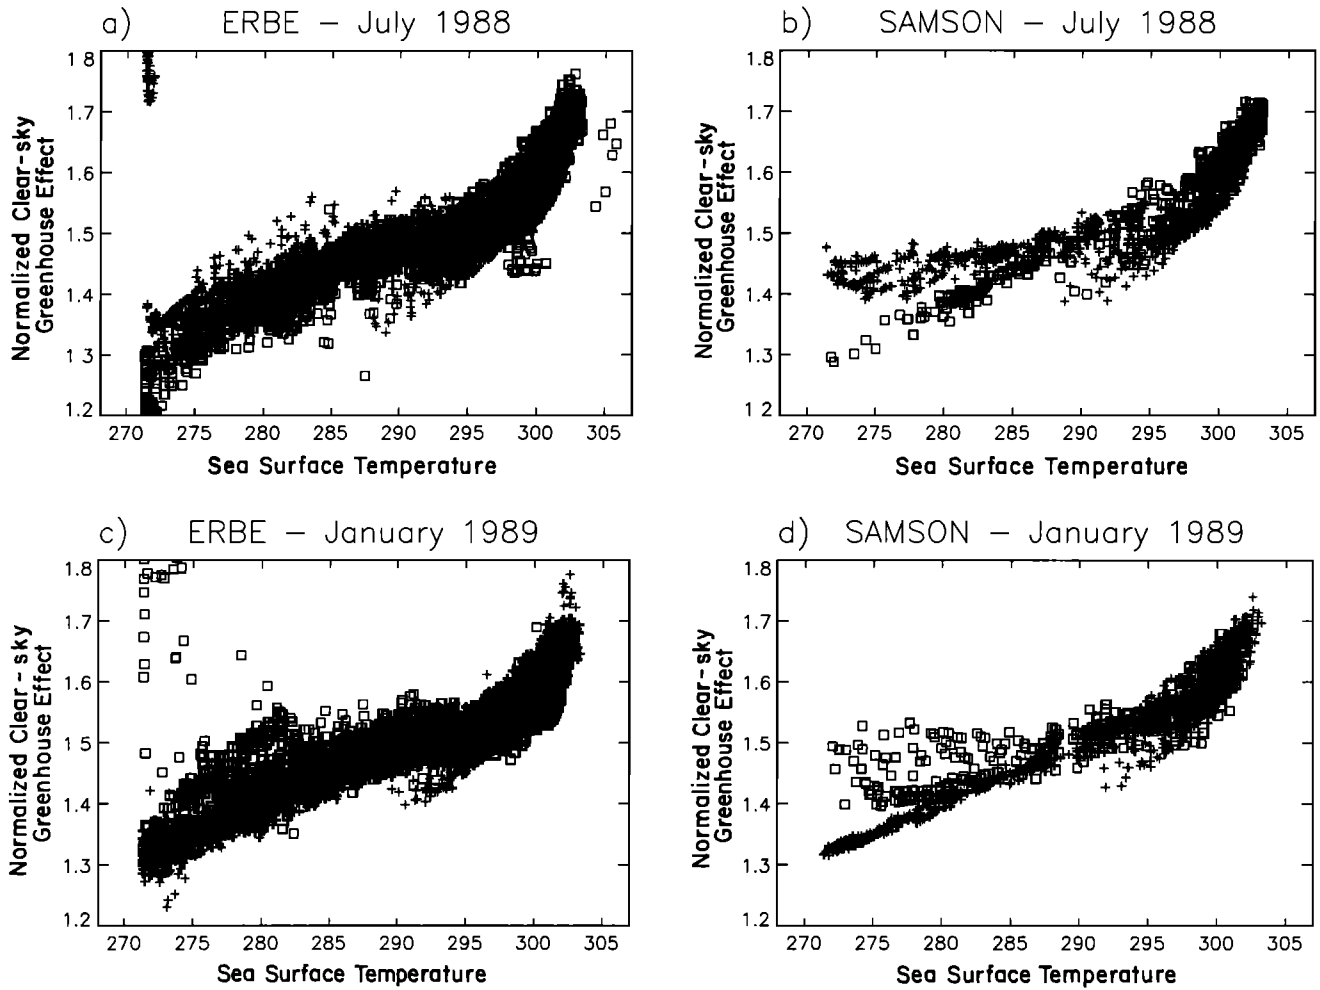 a) ERBE – July 1988
1.8
1.7
1.6
1.5
1.4
1.3
1.2
Normalized Clear-sky
Greenhouse Effect
270 275 280 285 290 295 300 305
Sea Surface Temperature
b) SAMSON – July 1988
1.8
1.7
1.6
1.5
1.4
1.3
1.2
Normalized Clear-sky
Greenhouse Effect
270 275 280 285 290 295 300 305
Sea Surface Temperature
c) ERBE – January 1989
1.8
1.7
1.6
1.5
1.4
1.3
1.2
Normalized Clear-sky
Greenhouse Effect
270 275 280 285 290 295 300 305
Sea Surface Temperature
d) SAMSON – January 1989
1.8
1.7
1.6
1.5
1.4
1.3
1.2
Normalized Clear-sky
Greenhouse Effect
270 275 280 285 290 295 300 305
Sea Surface Temperature